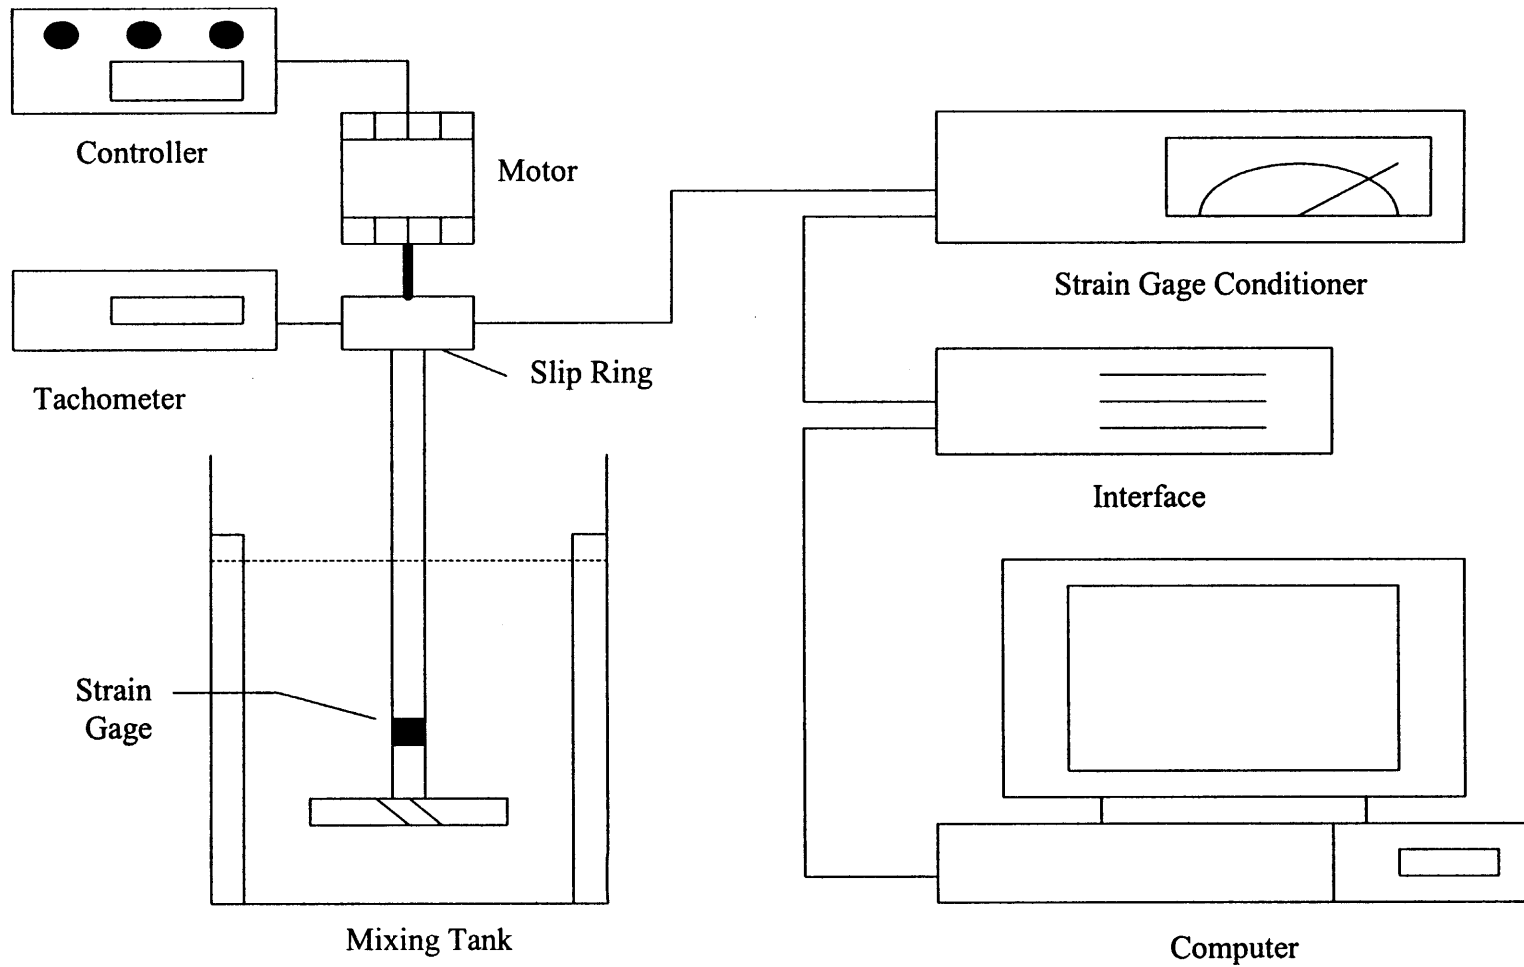 Controller
Motor
Strain Gage Conditioner
Tachometer
Slip Ring
Interface
Strain
Gage
Mixing Tank
Computer